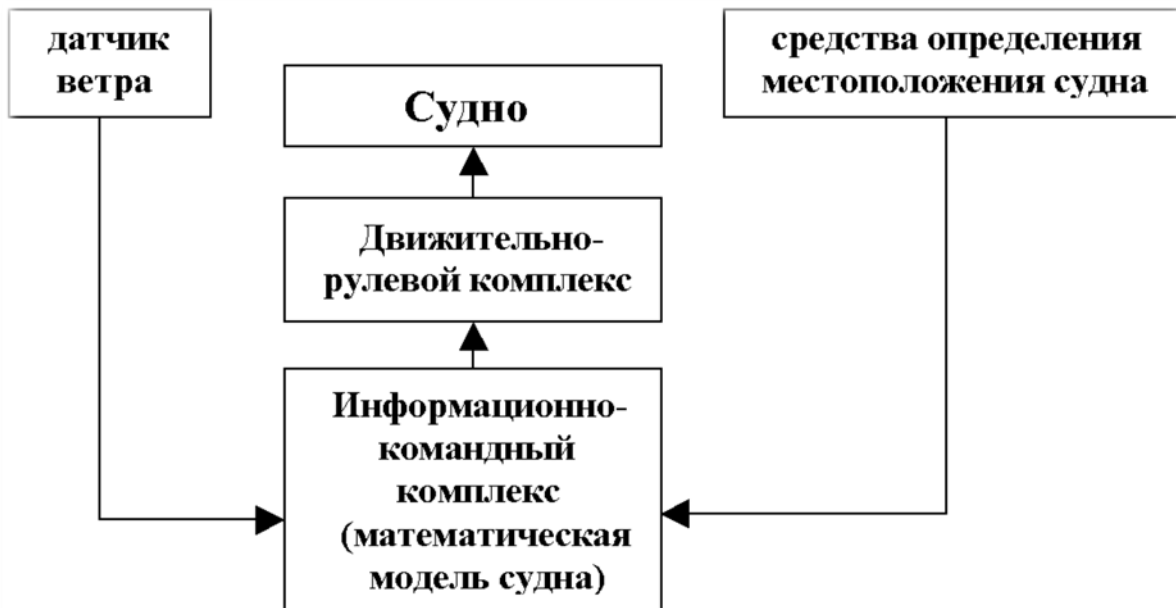 датчик
ветра
средства определения
местоположения судна
Судно
Движительно-
рулевой комплекс
Информационно-
командный
комплекс
(математическая
модель судна)